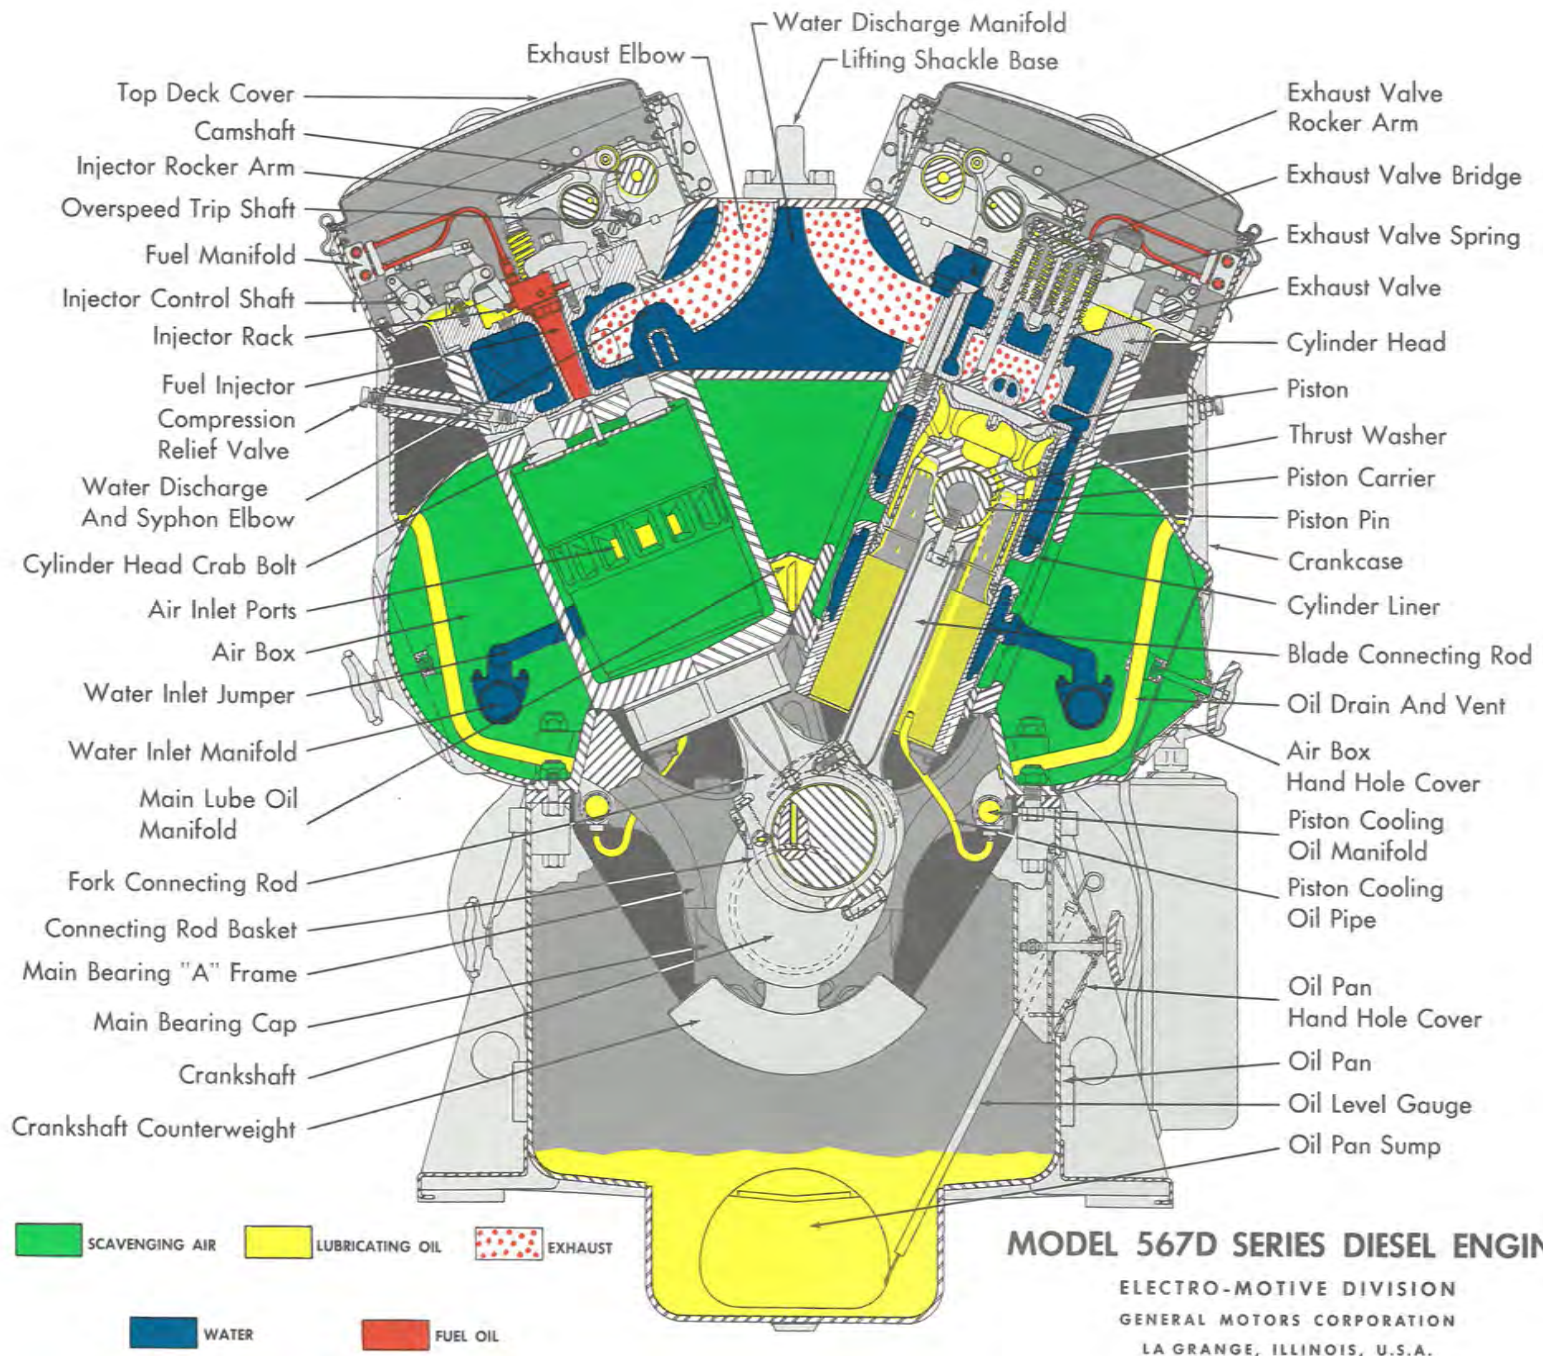 Water Discharge Manifold
Exhaust Elbow
Lifting Shackle Base
Top Deck Cover
Camshaft
Injector Rocker Arm
Overspeed Trip Shaft
Fuel Manifold
Injector Control Shaft
Injector Rack
Fuel Injector
Compression
Relief Valve
Water Discharge
And Syphon Elbow
Cylinder Head Crab Bolt
Air Inlet Ports
Air Box
Water Inlet Jumper
Water Inlet Manifold
Main Lube Oil
Manifold
Fork Connecting Rod
Connecting Rod Basket
Main Bearing "A" Frame
Main Bearing Cap
Crankshaft
Crankshaft Counterweight
Exhaust Valve
Rocker Arm
Exhaust Valve Bridge
Exhaust Valve Spring
Exhaust Valve
Cylinder Head
Piston
Thrust Washer
Piston Carrier
Piston Pin
Crankcase
Cylinder Liner
Blade Connecting Rod
Oil Drain And Vent
Air Box
Hand Hole Cover
Piston Cooling
Oil Manifold
Piston Cooling
Oil Pipe
Oil Pan
Hand Hole Cover
Oil Pan
Oil Level Gauge
Oil Pan Sump
SCAVENGING AIR
LUBRICATING OIL
EXHAUST
WATER
FUEL OIL
MODEL 567D SERIES DIESEL ENGIN
ELECTRO-MOTIVE DIVISION
GENERAL MOTORS CORPORATION
LA GRANGE, ILLINOIS, U.S.A.